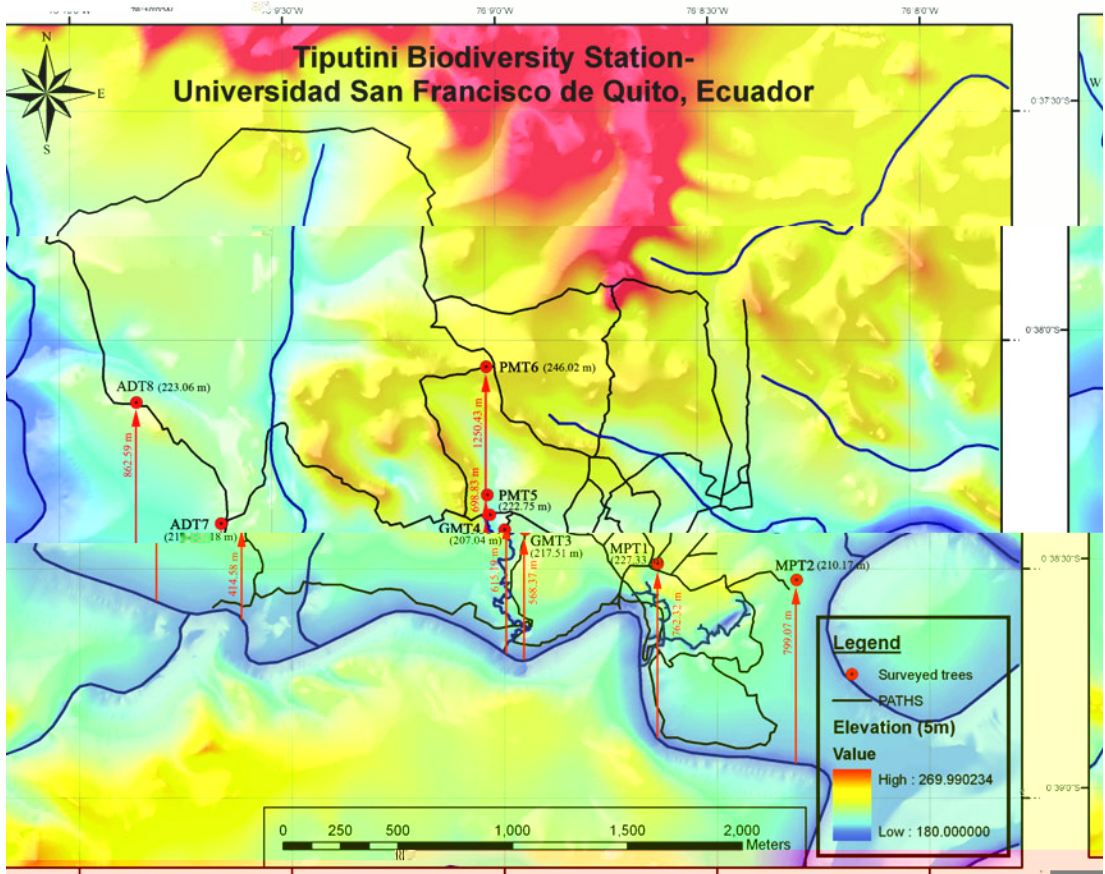 76 9'30"W
76 9'0"W
76 8'30"W
76 8'0"W
Tiputini Biodiversity Station-
Universidad San Francisco de Quito, Ecuador
N
E
S
W
0 37'30"S
0 38'0"S
PMT6 (246.02 m)
ADT8 (223.06 m)
862.59 m
1250.43 m
698.83 m
PMT5
(222.75 m)
ADT7
GMT4
(207.04 m)
GMT3
(217.51 m)
MPT1
(227.33
MPT2 (210.17 m)
0 38'30"S
414.58 m
615.19 m
568.37 m
762.32 m
799.07 m
Legend
Surveyed trees
PATHS
Elevation (5m)
Value
High : 269.990234
Low : 180.000000
0 39'0"S
0 250 500 1,000 1,500 2,000
Meters